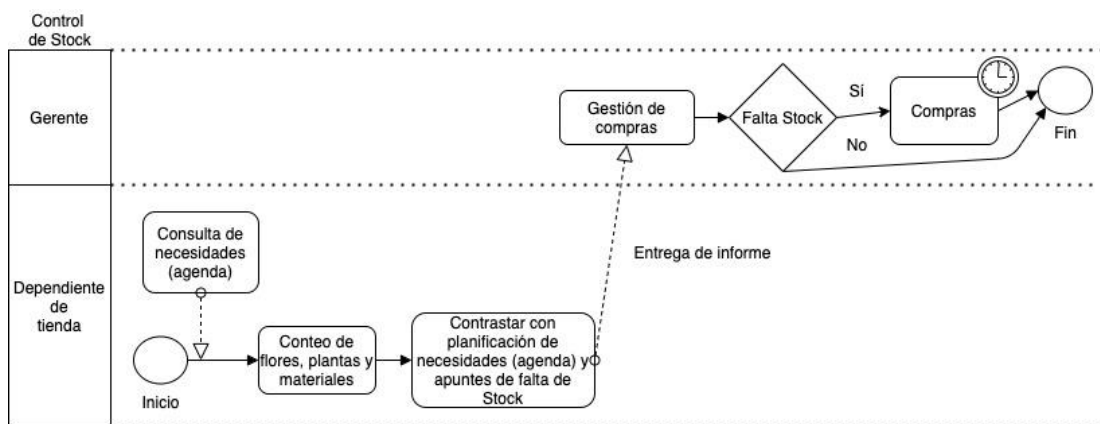 Control
de Stock
Gerente
Gestión de
compras
Falta Stock
Sí
No
Compras
Fin
Dependiente
de
tienda
Consulta de
necesidades
(agenda)
Entrega de informe
Inicio
Conteo de
flores, plantas y
materiales
Contrastar con
planificación de
necesidades (agenda) y
apuntes de falta de
Stock